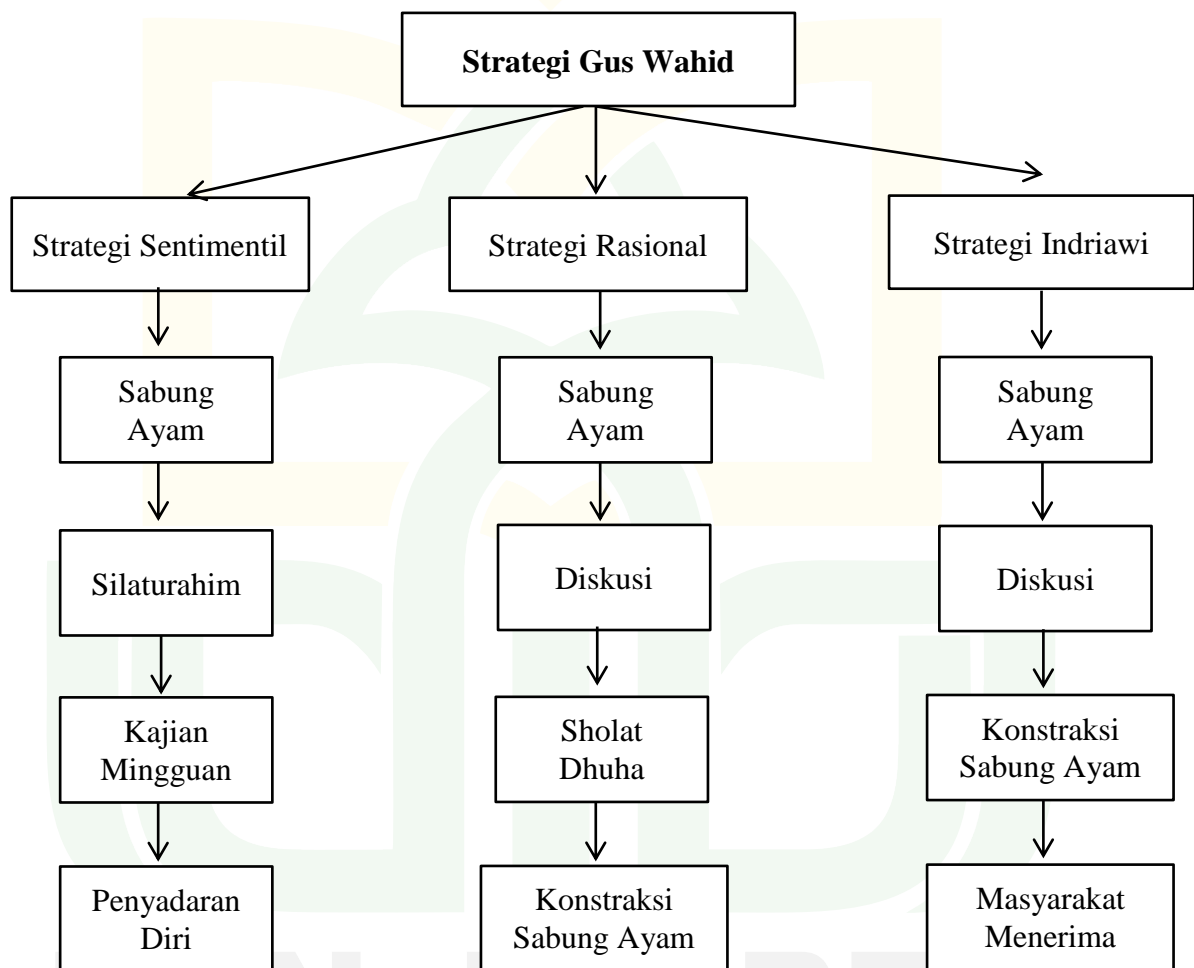 Strategi Gus Wahid
Strategi Sentimentil
Strategi Rasional
Strategi Indriawi
Sabung
Ayam
Sabung
Ayam
Sabung
Ayam
Silaturahim
Diskusi
Diskusi
Kajian
Mingguan
Sholat
Dhuha
Konstraksi
Sabung Ayam
Penyadaran
Diri
Konstraksi
Sabung Ayam
Masyarakat
Menerima